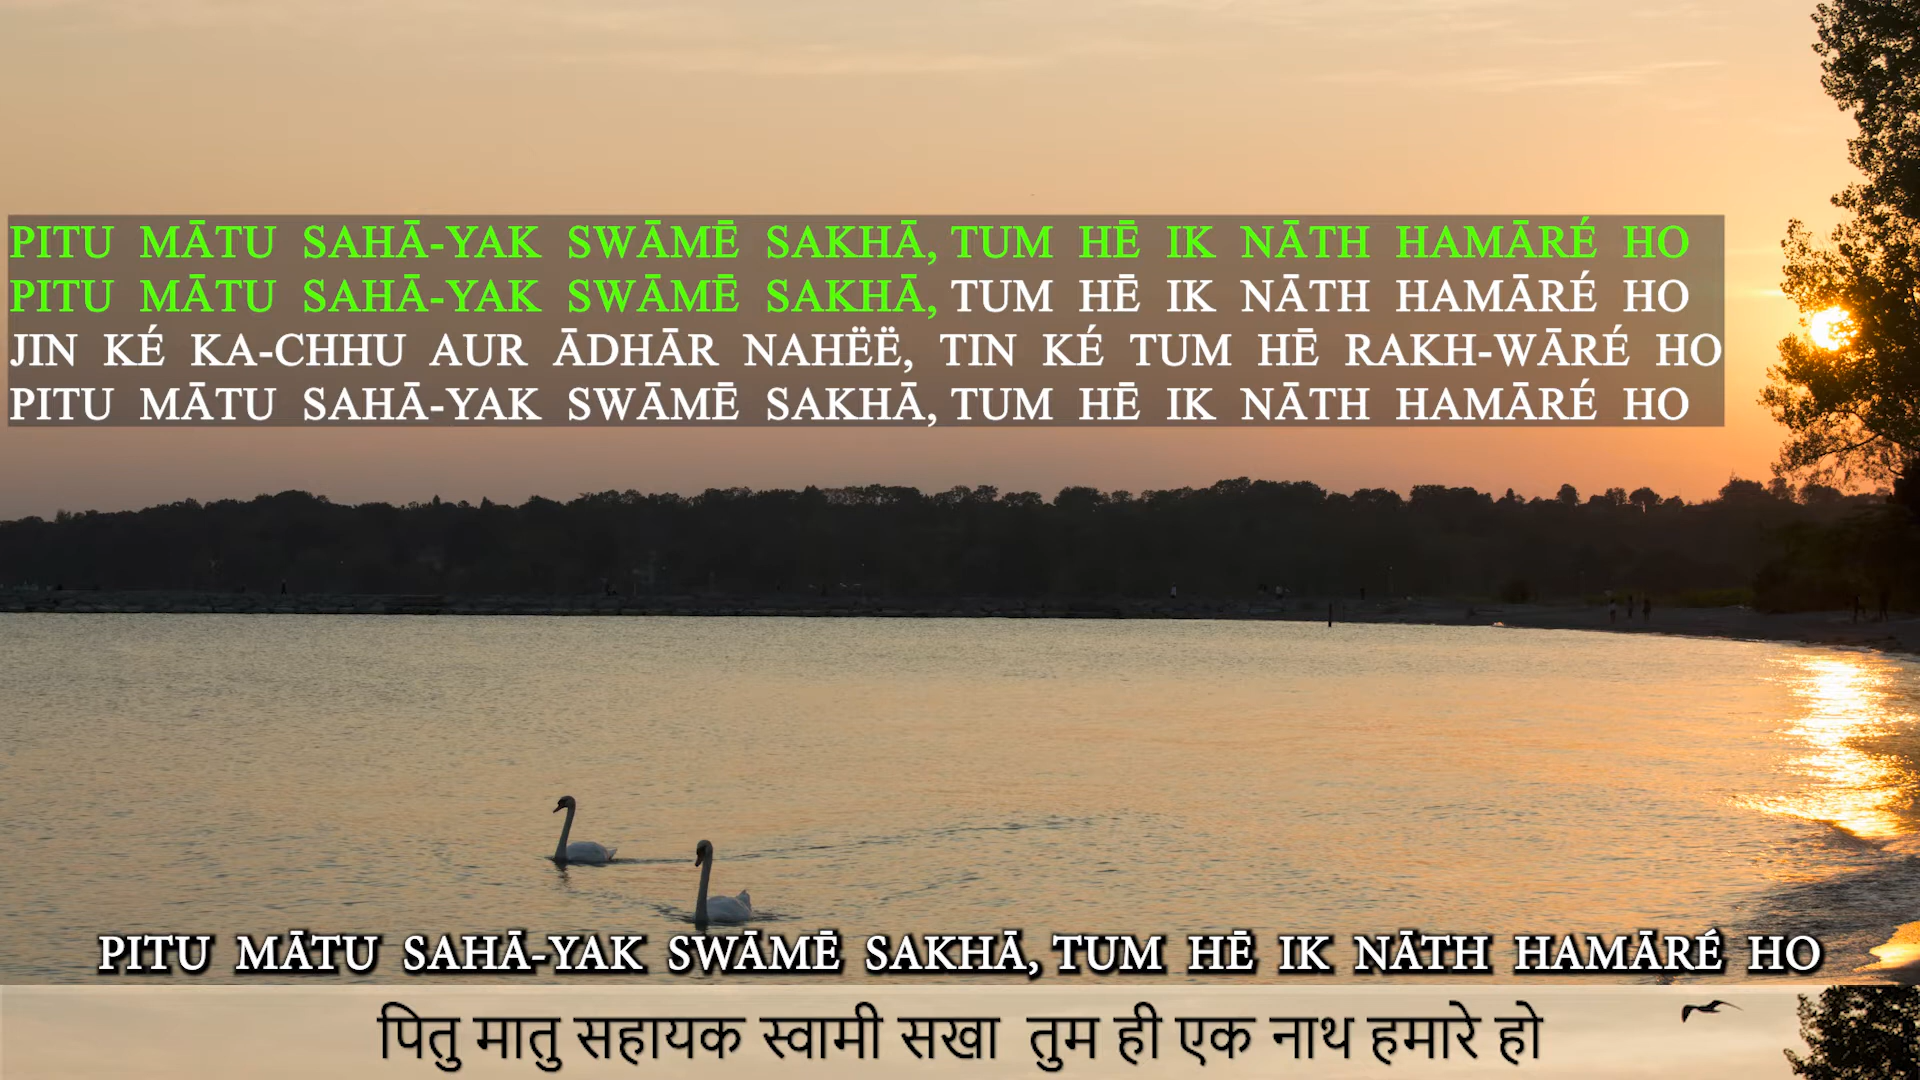 PITU MĀTU SAHĀ-YAK SWĀMĒ SAKHĀ, TUM HĒ IK NĀTH HAMĀRÉ HO
PITU MĀTU SAHĀ-YAK SWĀMĒ SAKHĀ, TUM HĒ IK NĀTH HAMĀRÉ HO
JIN KÉ KA-CHHU AUR ĀDHĀR NAHËË, TIN KÉ TUM HĒ RAKH-WĀRÉ HO
PITU MĀTU SAHĀ-YAK SWĀMĒ SAKHĀ, TUM HĒ IK NĀTH HAMĀRÉ HO
PITU MĀTU SAHĀ-YAK SWĀMĒ SAKHĀ, TUM HĒ IK NĀTH HAMĀRÉ HO
पितु मातु सहायक स्वामी सखा तुम ही एक नाथ हमारे हो